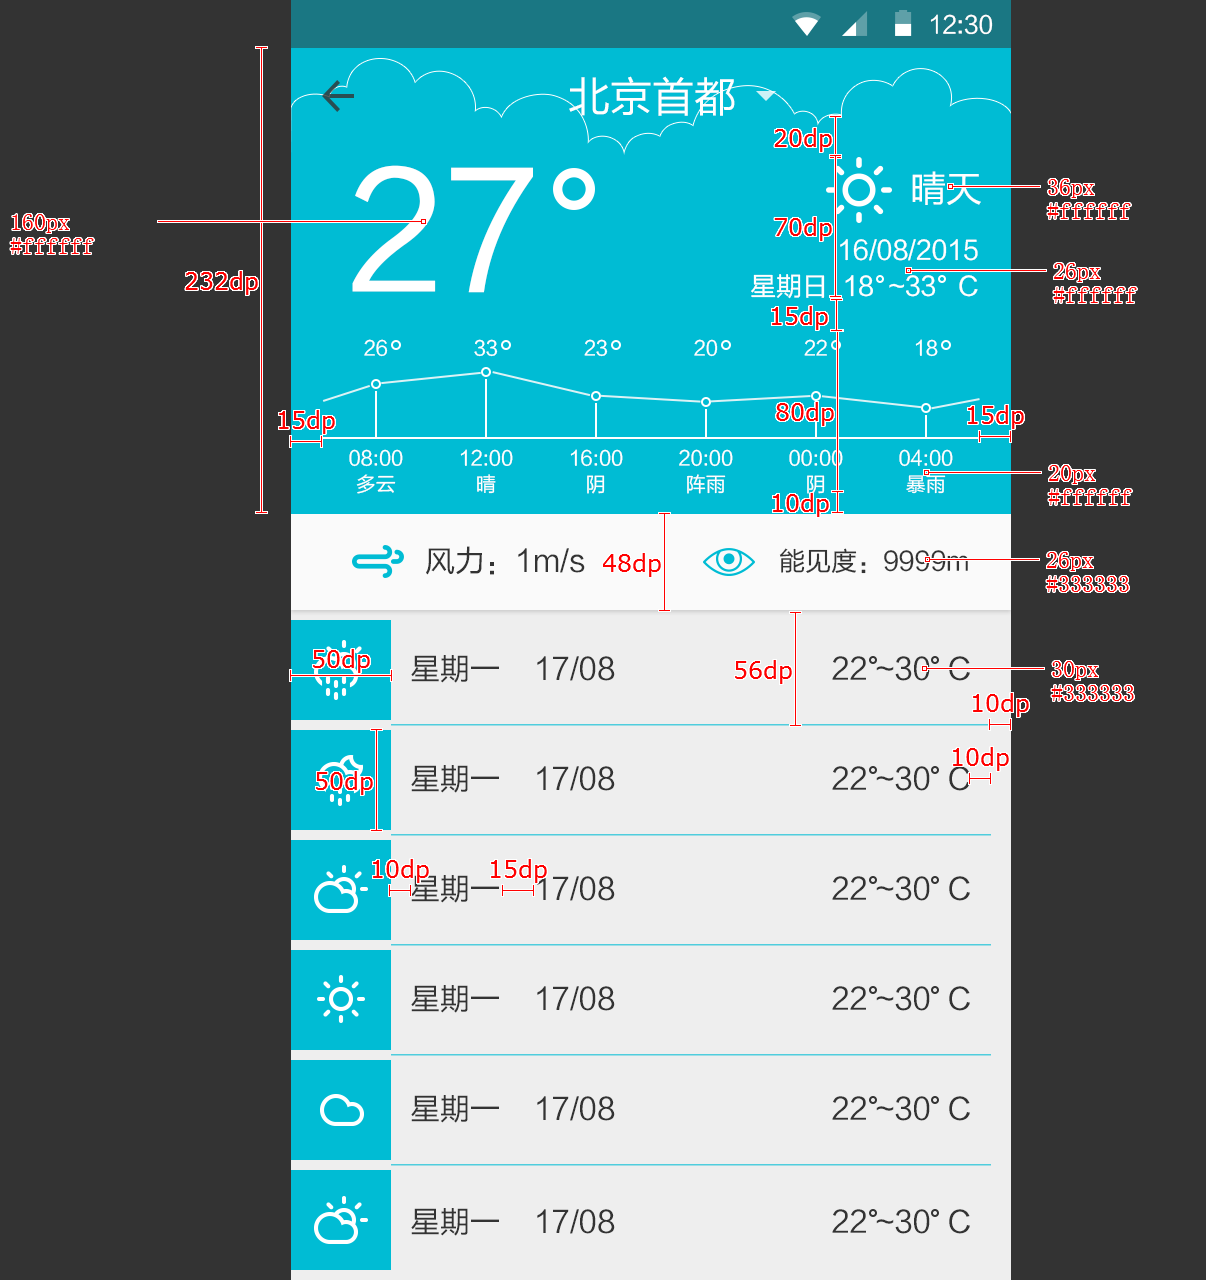 12:30
北京首都
20dp
27°
晴天
36px
#ffffff
160px
#ffffff
70dp
16/08/2015
26px
#ffffff
232dp
星期日 18°~33° C
15dp
26° 33° 23° 20° 22° 18°
15dp 80dp 15dp
08:00 12:00 16:00 20:00 00:00 04:00
多云 晴 阴 阵雨 阴 暴雨
20px
#ffffff
10dp
风力：1m/s 48dp 能见度：9999m
26px
#333333
50dp
星期一 17/08 56dp 22°~30° C
30px
#333333
10dp
10dp
50dp
星期一 17/08 22°~30° C
10dp 15dp
星期一 17/08 22°~30° C
星期一 17/08 22°~30° C
星期一 17/08 22°~30° C
星期一 17/08 22°~30° C